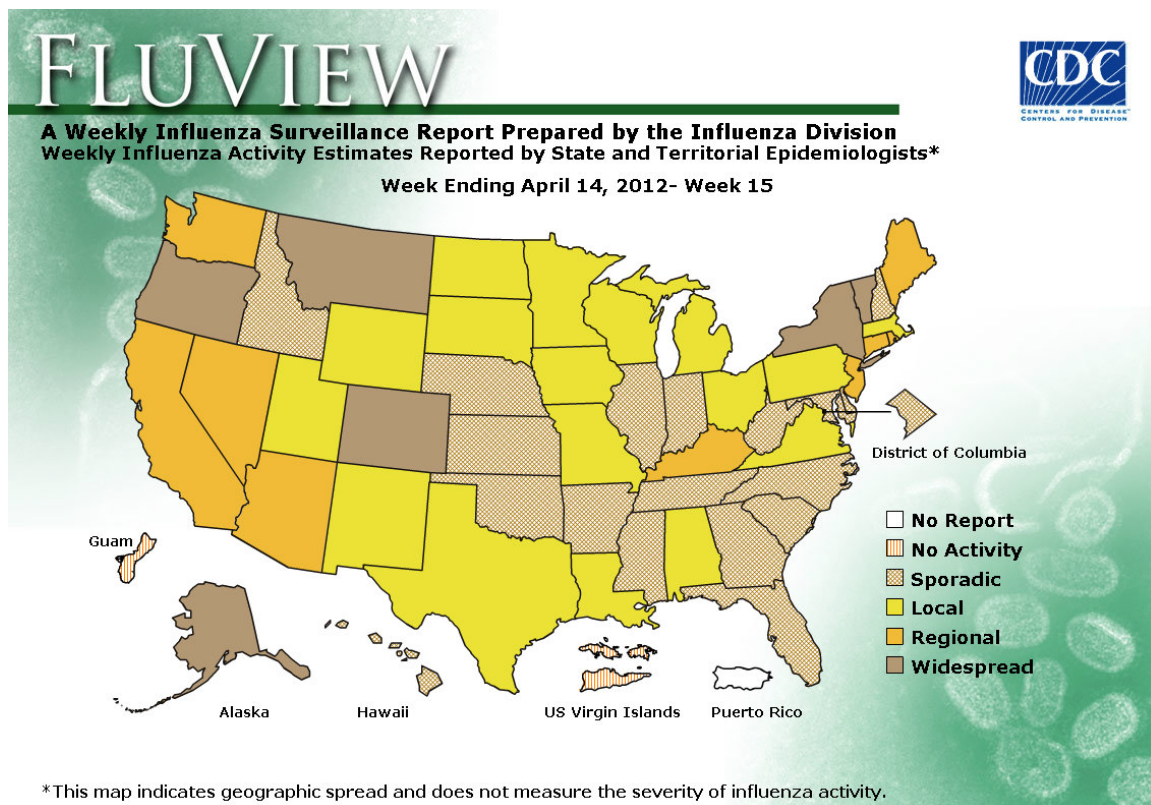 FLUVIEW
CDC
CENTERS FOR DISEASE™
CONTROL AND PREVENTION
A Weekly Influenza Surveillance Report Prepared by the Influenza Division
Weekly Influenza Activity Estimates Reported by State and Territorial Epidemiologists*
Week Ending April 14, 2012- Week 15
District of Columbia
No Report
No Activity
Sporadic
Local
Regional
Widespread
Guam
Alaska
Hawaii
US Virgin Islands
Puerto Rico
*This map indicates geographic spread and does not measure the severity of influenza activity.